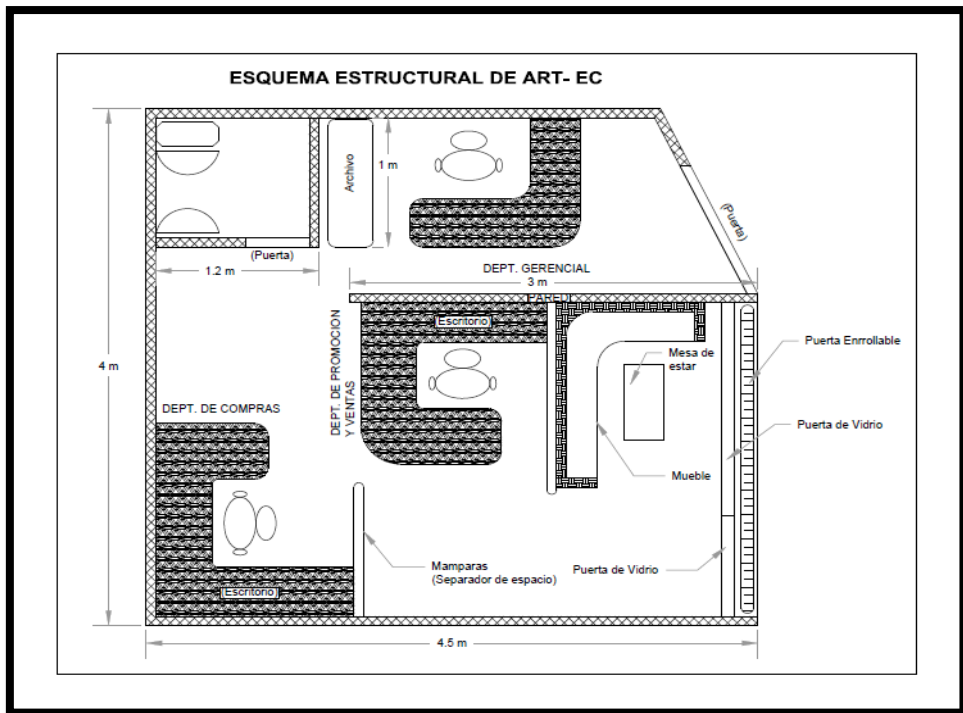 ESQUEMA ESTRUCTURAL DE ART- EC
Archivo
1 m
(Puerta)
(Puerta)
1.2 m
DEPT. GERENCIAL
3 m
PARED
4 m
(Escritorio)
DEPT. DE PROMOCION
Y VENTAS
Mesa de
estar
Puerta Enrrollable
DEPT. DE COMPRAS
Puerta de Vidrio
Mueble
Mamparas
(Separador de espacio)
Puerta de Vidrio
(Escritorio)
4.5 m